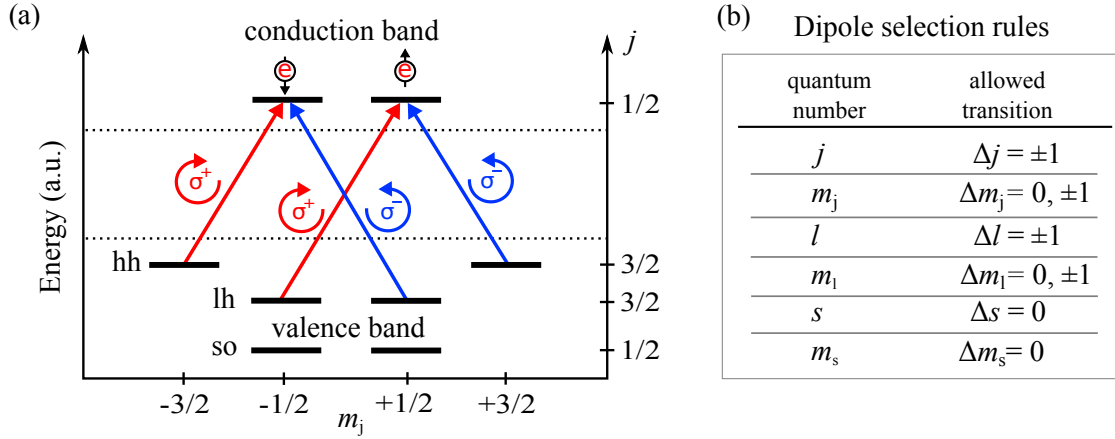 (a)
conduction band
j
e
e
1/2
σ+
σ−
σ+
σ−
Energy (a.u.)
hh
3/2
lh
3/2
valence band
so
1/2
-3/2
-1/2
+1/2
+3/2
mj
(b)
Dipole selection rules
quantum number
allowed transition
j
Δj = ±1
mj
Δmj= 0, ±1
l
Δl = ±1
ml
Δml= 0, ±1
s
Δs = 0
ms
Δms= 0